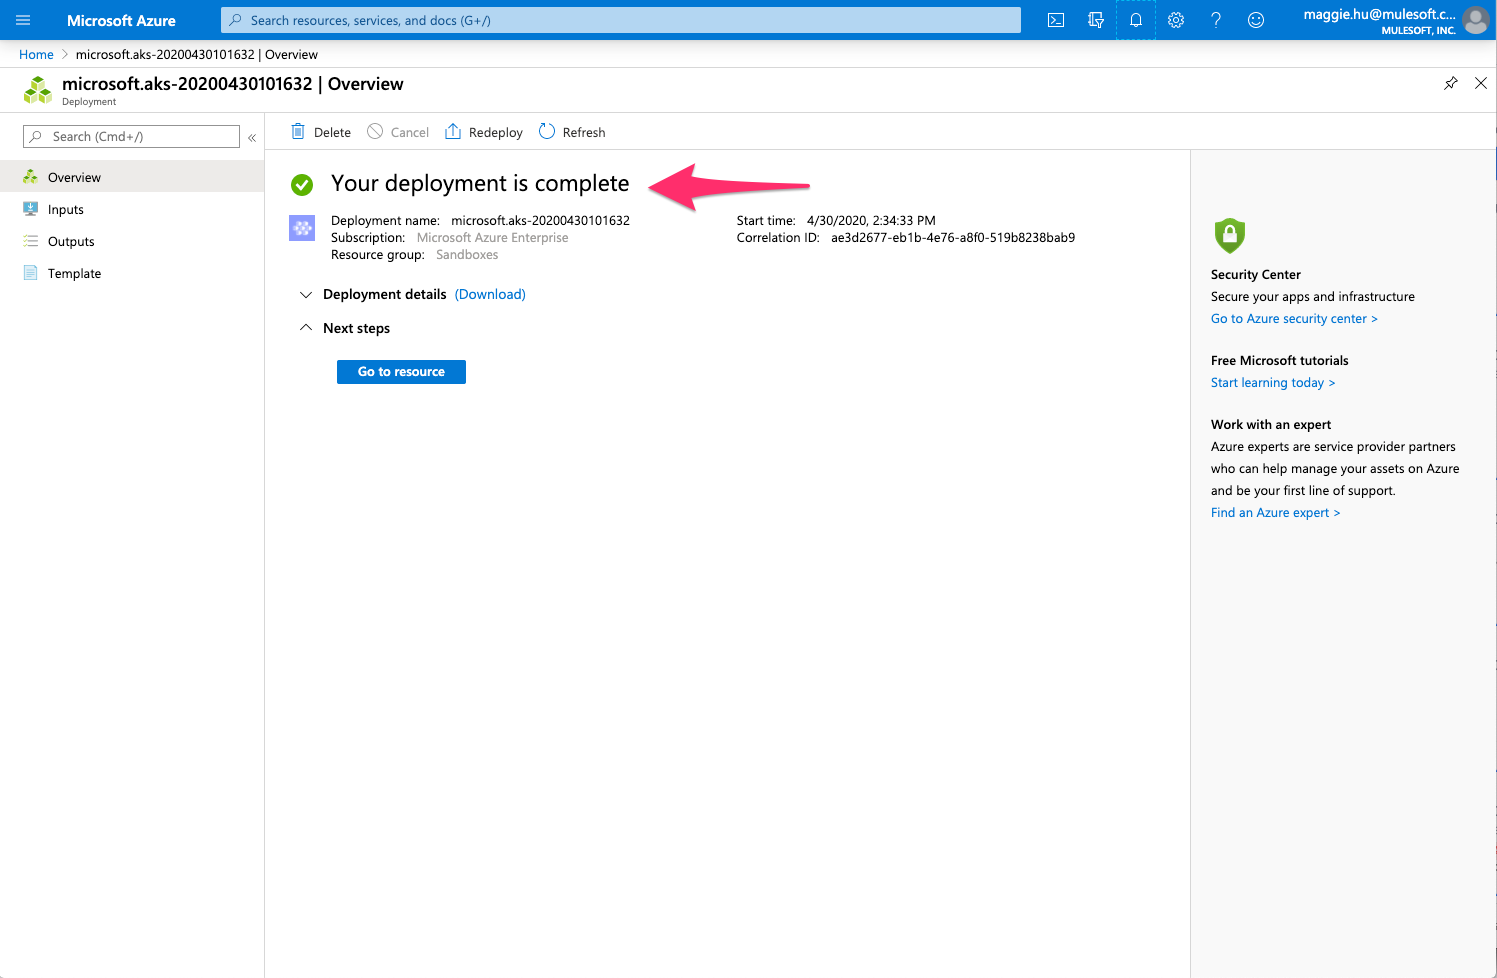 Microsoft Azure
Search resources, services, and docs (G+/)
maggie.hu@mulesoft.c...
MULESOFT, INC.
Home > microsoft.aks-20200430101632 | Overview
microsoft.aks-20200430101632 | Overview
Deployment
Search (Cmd+/)
«
Overview
Inputs
Outputs
Template
Delete
Cancel
Redeploy
Refresh
Your deployment is complete
Deployment name: microsoft.aks-20200430101632
Subscription: Microsoft Azure Enterprise
Resource group: Sandboxes
Start time: 4/30/2020, 2:34:33 PM
Correlation ID: ae3d2677-eb1b-4e76-a8f0-519b8238bab9
Deployment details (Download)
Next steps
Go to resource
Security Center
Secure your apps and infrastructure
Go to Azure security center >
Free Microsoft tutorials
Start learning today >
Work with an expert
Azure experts are service provider partners
who can help manage your assets on Azure
and be your first line of support.
Find an Azure expert >